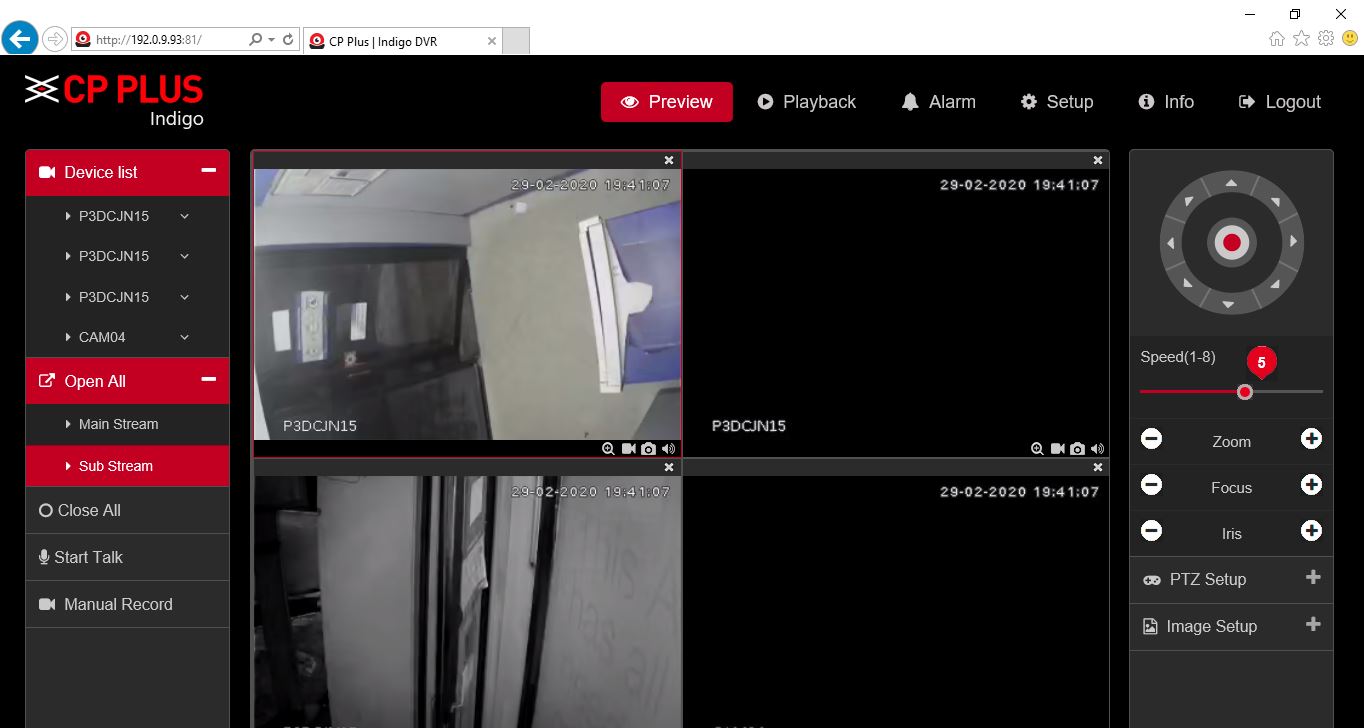 http://192.0.9.93:81/
CP Plus | Indigo DVR
CP PLUS
Indigo
Preview
Playback
Alarm
Setup
Info
Logout
Device list
P3DCJN15
P3DCJN15
P3DCJN15
CAM04
Open All
Main Stream
Sub Stream
Close All
Start Talk
Manual Record
29-02-2020 19:41:07
P3DCJN15
29-02-2020 19:41:07
P3DCJN15
29-02-2020 19:41:07
29-02-2020 19:41:07
Speed(1-8)
5
Zoom
Focus
Iris
PTZ Setup
Image Setup